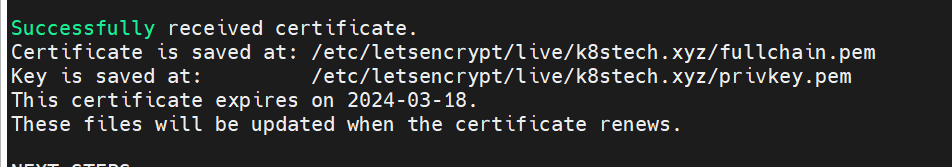 Successfully received certificate.
Certificate is saved at: /etc/letsencrypt/live/k8stech.xyz/fullchain.pem
Key is saved at:         /etc/letsencrypt/live/k8stech.xyz/privkey.pem
This certificate expires on 2024-03-18.
These files will be updated when the certificate renews.
NEXT STEPS